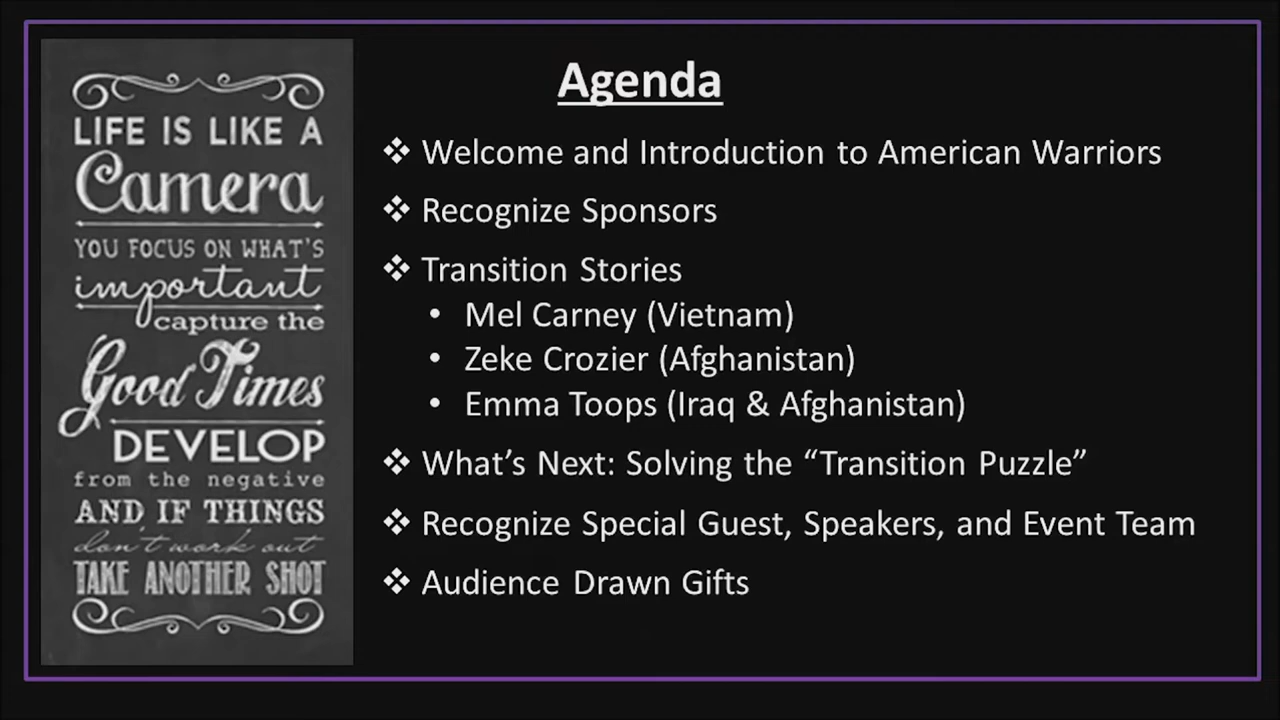 LIFE IS LIKE A
Camera
YOU FOCUS ON WHAT'S
important
capture the
Good Times
DEVELOP
from the negative
AND, IF THINGS
don't work out
TAKE ANOTHER SHOT
Agenda
❖ Welcome and Introduction to American Warriors
❖ Recognize Sponsors
❖ Transition Stories
• Mel Carney (Vietnam)
• Zeke Crozier (Afghanistan)
• Emma Toops (Iraq & Afghanistan)
❖ What's Next: Solving the “Transition Puzzle”
❖ Recognize Special Guest, Speakers, and Event Team
❖ Audience Drawn Gifts